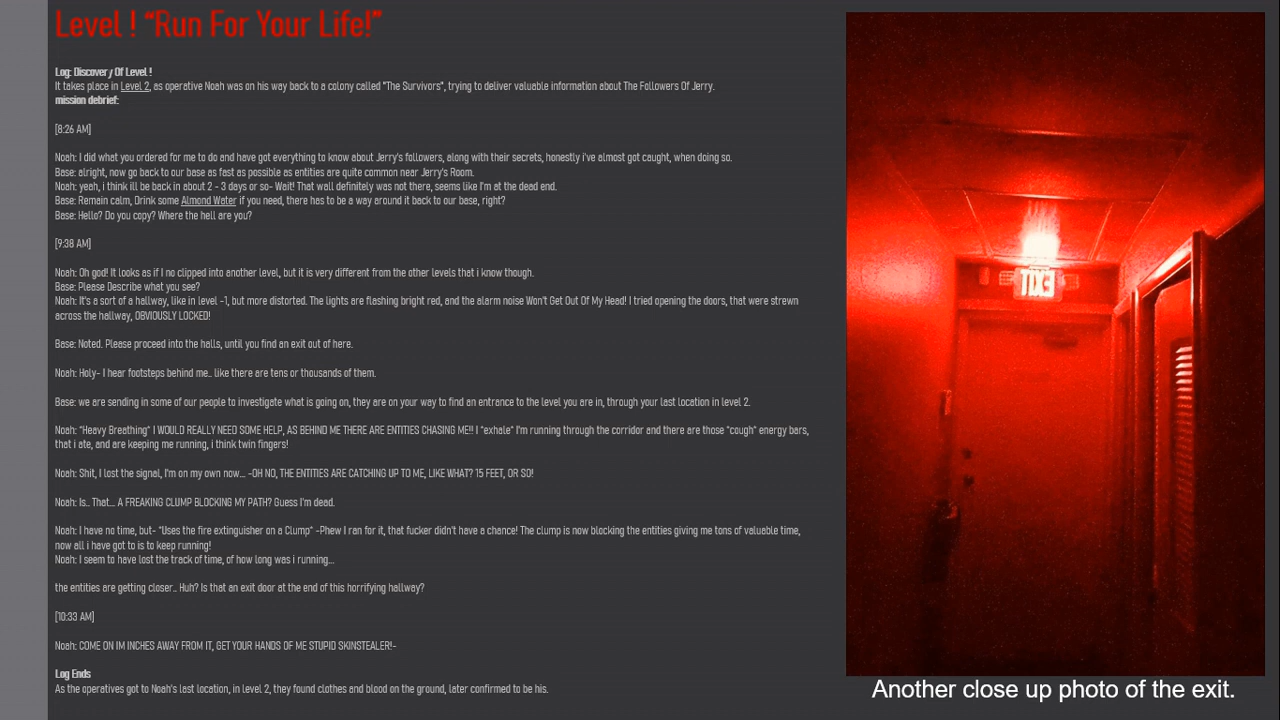 Level ! “Run For Your Life!”
Log: Discovery Of Level !
It takes place in Level 2, as operative Noah was on his way back to a colony called "The Survivors", trying to deliver valuable information about The Followers Of Jerry.
mission debrief:
[8:26 AM]
Noah: I did what you ordered for me to do and have got everything to know about Jerry's followers, along with their secrets, honestly i've almost got caught, when doing so.
Base: alright, now go back to our base as fast as possible as entities are quite common near Jerry's Room.
Noah: yeah, i think ill be back in about 2 - 3 days or so- Wait! That wall definitely was not there, seems like I'm at the dead end.
Base: Remain calm, Drink some Almond Water if you need, there has to be a way around it back to our base, right?
Base: Hello? Do you copy? Where the hell are you?
[9:38 AM]
Noah: Oh god! It looks as if I no clipped into another level, but it is very different from the other levels that i know though.
Base: Please Describe what you see?
Noah: It's a sort of a hallway, like in level -1, but more distorted. The lights are flashing bright red, and the alarm noise Won't Get Out Of My Head! I tried opening the doors, that were strewn
across the hallway, OBVIOUSLY LOCKED!
Base: Noted. Please proceed into the halls, until you find an exit out of here.
Noah: Holy- I hear footsteps behind me.. like there are tens or thousands of them.
Base: we are sending in some of our people to investigate what is going on, they are on your way to find an entrance to the level you are in, through your last location in level 2.
Noah: *Heavy Breathing* I WOULD REALLY NEED SOME HELP, AS BEHIND ME THERE ARE ENTITIES CHASING ME!! I *exhale* I'm running through the corridor and there are those *cough* energy bars,
that i ate, and are keeping me running, i think twin fingers!
Noah: Shit, I lost the signal, I'm on my own now... -OH NO, THE ENTITIES ARE CATCHING UP TO ME, LIKE WHAT? 15 FEET, OR SO!
Noah: Is.. That... A FREAKING CLUMP BLOCKING MY PATH? Guess I'm dead.
Noah: I have no time, but- *Uses the fire extinguisher on a Clump* -Phew I ran for it, that fucker didn't have a chance! The clump is now blocking the entities giving me tons of valuable time,
now all i have got to is to keep running!
Noah: I seem to have lost the track of time, of how long was i running...
the entities are getting closer.. Huh? Is that an exit door at the end of this horrifying hallway?
[10:33 AM]
Noah: COME ON IM INCHES AWAY FROM IT, GET YOUR HANDS OF ME STUPID SKINSTEALER!-
Log Ends
As the operatives got to Noah's last location, in level 2, they found clothes and blood on the ground, later confirmed to be his.
EXIT
Another close up photo of the exit.